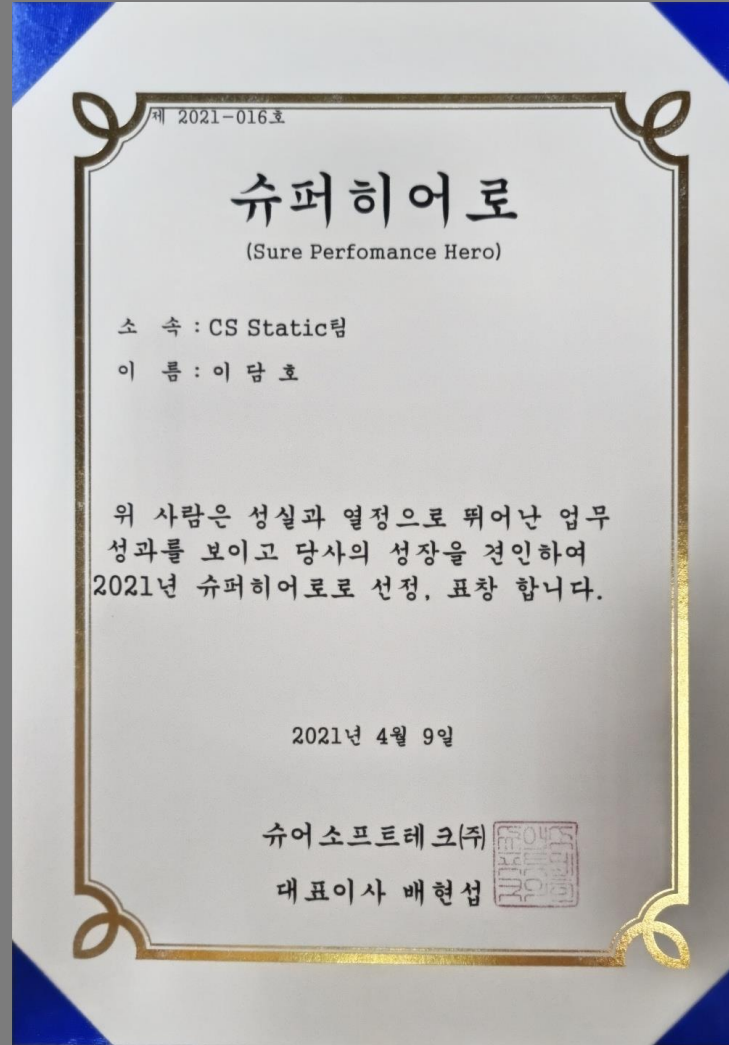 제 2021-016호
슈퍼히어로
(Sure Perfomance Hero)
소 속 : CS Static팀
이 름 : 이 담 호
위 사람은 성실과 열정으로 뛰어난 업무
성과를 보이고 당사의 성장을 견인하여
2021년 슈퍼히어로로 선정, 표창 합니다.
2021년 4월 9일
슈어소프트테크(주)
대표이사 배현섭